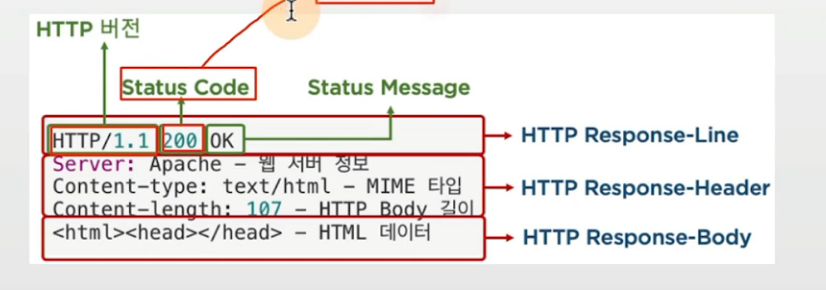 HTTP 버전
Status Code
Status Message
HTTP/1.1 200 OK
HTTP Response-Line
Server: Apache – 웹 서버 정보
Content-type: text/html – MIME 타입
HTTP Response-Header
Content-length: 107 – HTTP Body 길이
<html><head></head> – HTML 데이터
HTTP Response-Body